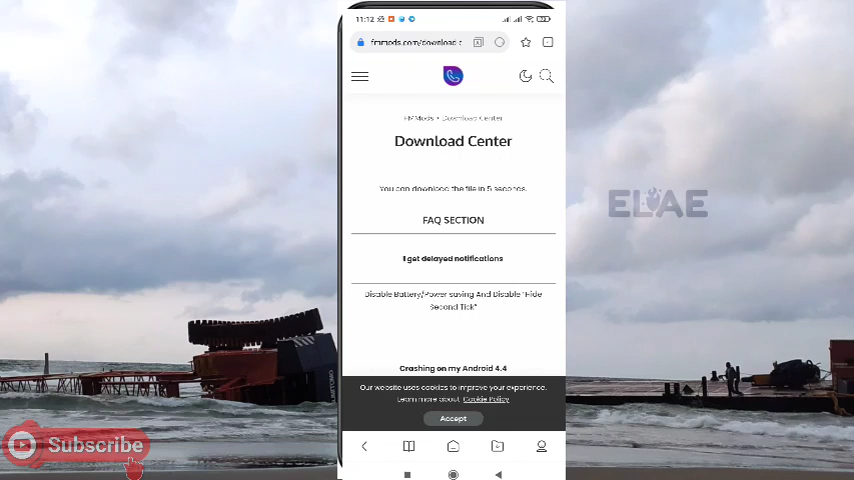 11:12
fmmods.com/download-c
FMMods • Download Center
Download Center
You can download the file in 5 seconds.
ELAE
FAQ SECTION
I get delayed notifications
Disable Battery/Power saving And Disable "Hide
Second Tick"
Crashing on my Android 4.4
Our website uses cookies to improve your experience.
Learn more about: Cookie Policy
Accept
Subscribe